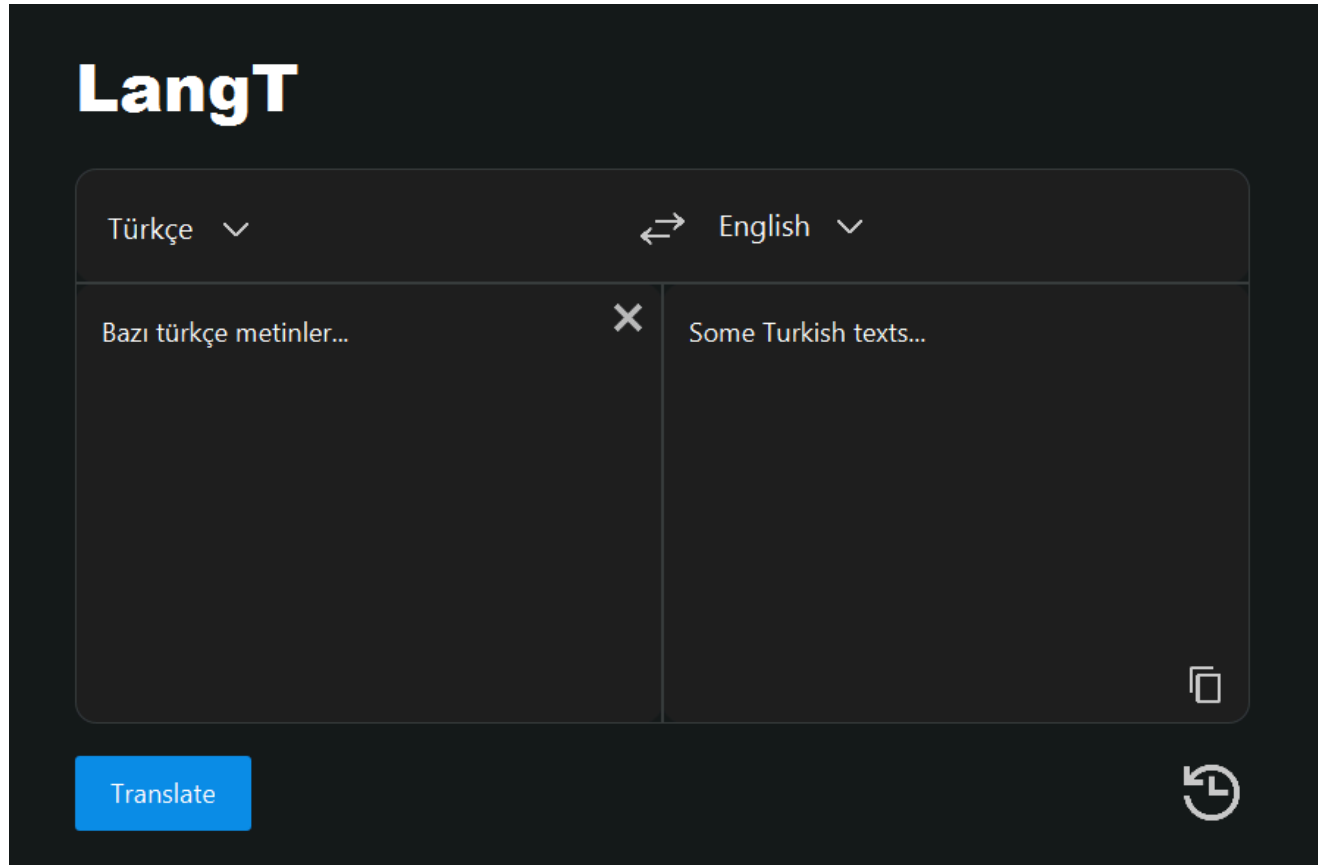 LangT
Türkçe
English
Bazı türkçe metinler...
Some Turkish texts...
Translate